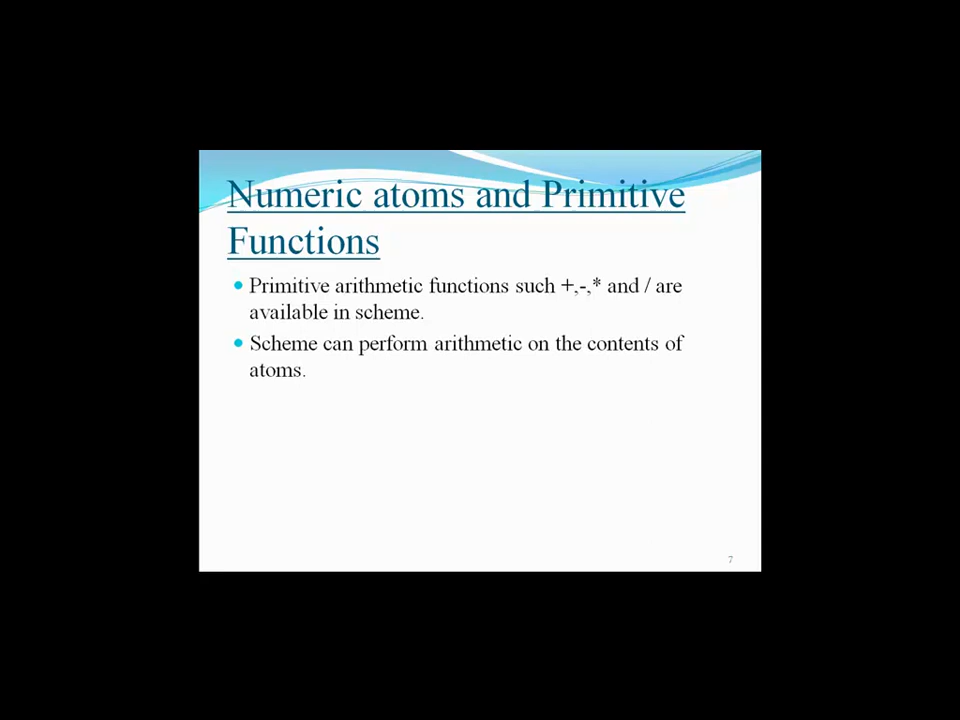 Numeric atoms and Primitive
Functions
• Primitive arithmetic functions such +,-,* and / are
available in scheme.
• Scheme can perform arithmetic on the contents of
atoms.
7